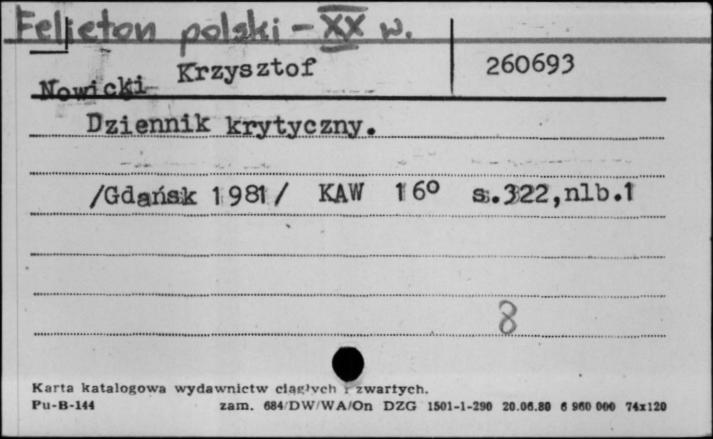 Feljeton polski - XX w.
Nowicki Krzysztof 260693
Dziennik krytyczny.
/Gdańsk 1981/ KAW 16° s.322,nlb.1
8
Karta katalogowa wydawnictw ciągłych i zwartych.
Pu-B-144 zam. 684/DW/WA/On DZG 1501-1-290 20.06.80 6 960 000 74x120